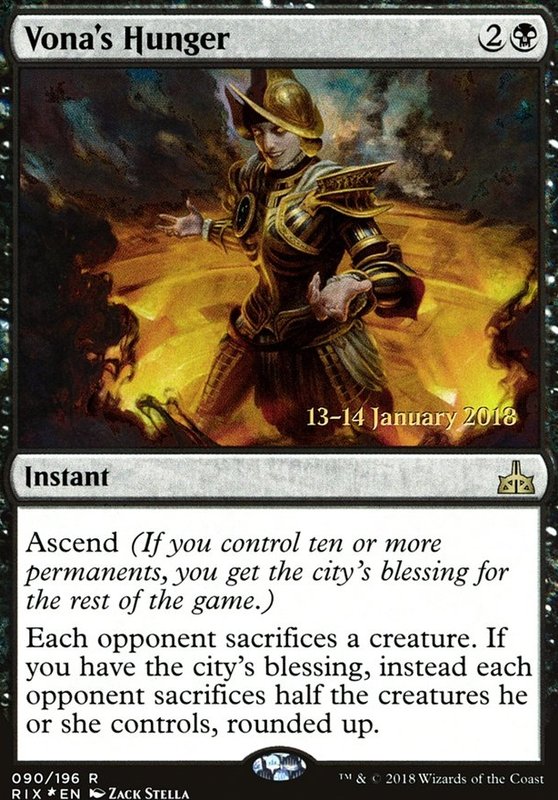 Vona's Hunger 2
13–14 January 2018
Instant
Ascend (If you control ten or more
permanents, you get the city's blessing for
the rest of the game.)
Each opponent sacrifices a creature. If
you have the city's blessing, instead each
opponent sacrifices half the creatures he
or she controls, rounded up.
090/196 R
RIX★EN Zack Stella
™ & © 2018 Wizards of the Coast